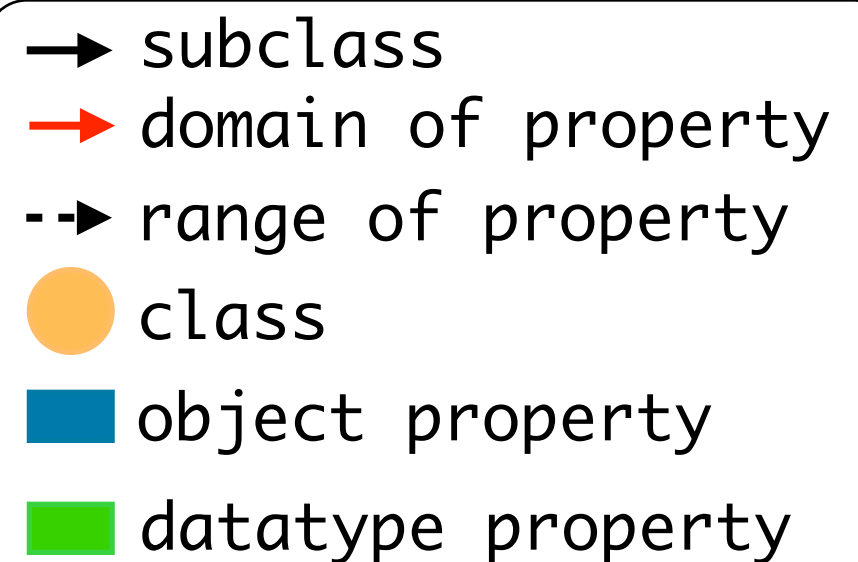 subclass
domain of property
range of property
class
object property
datatype property